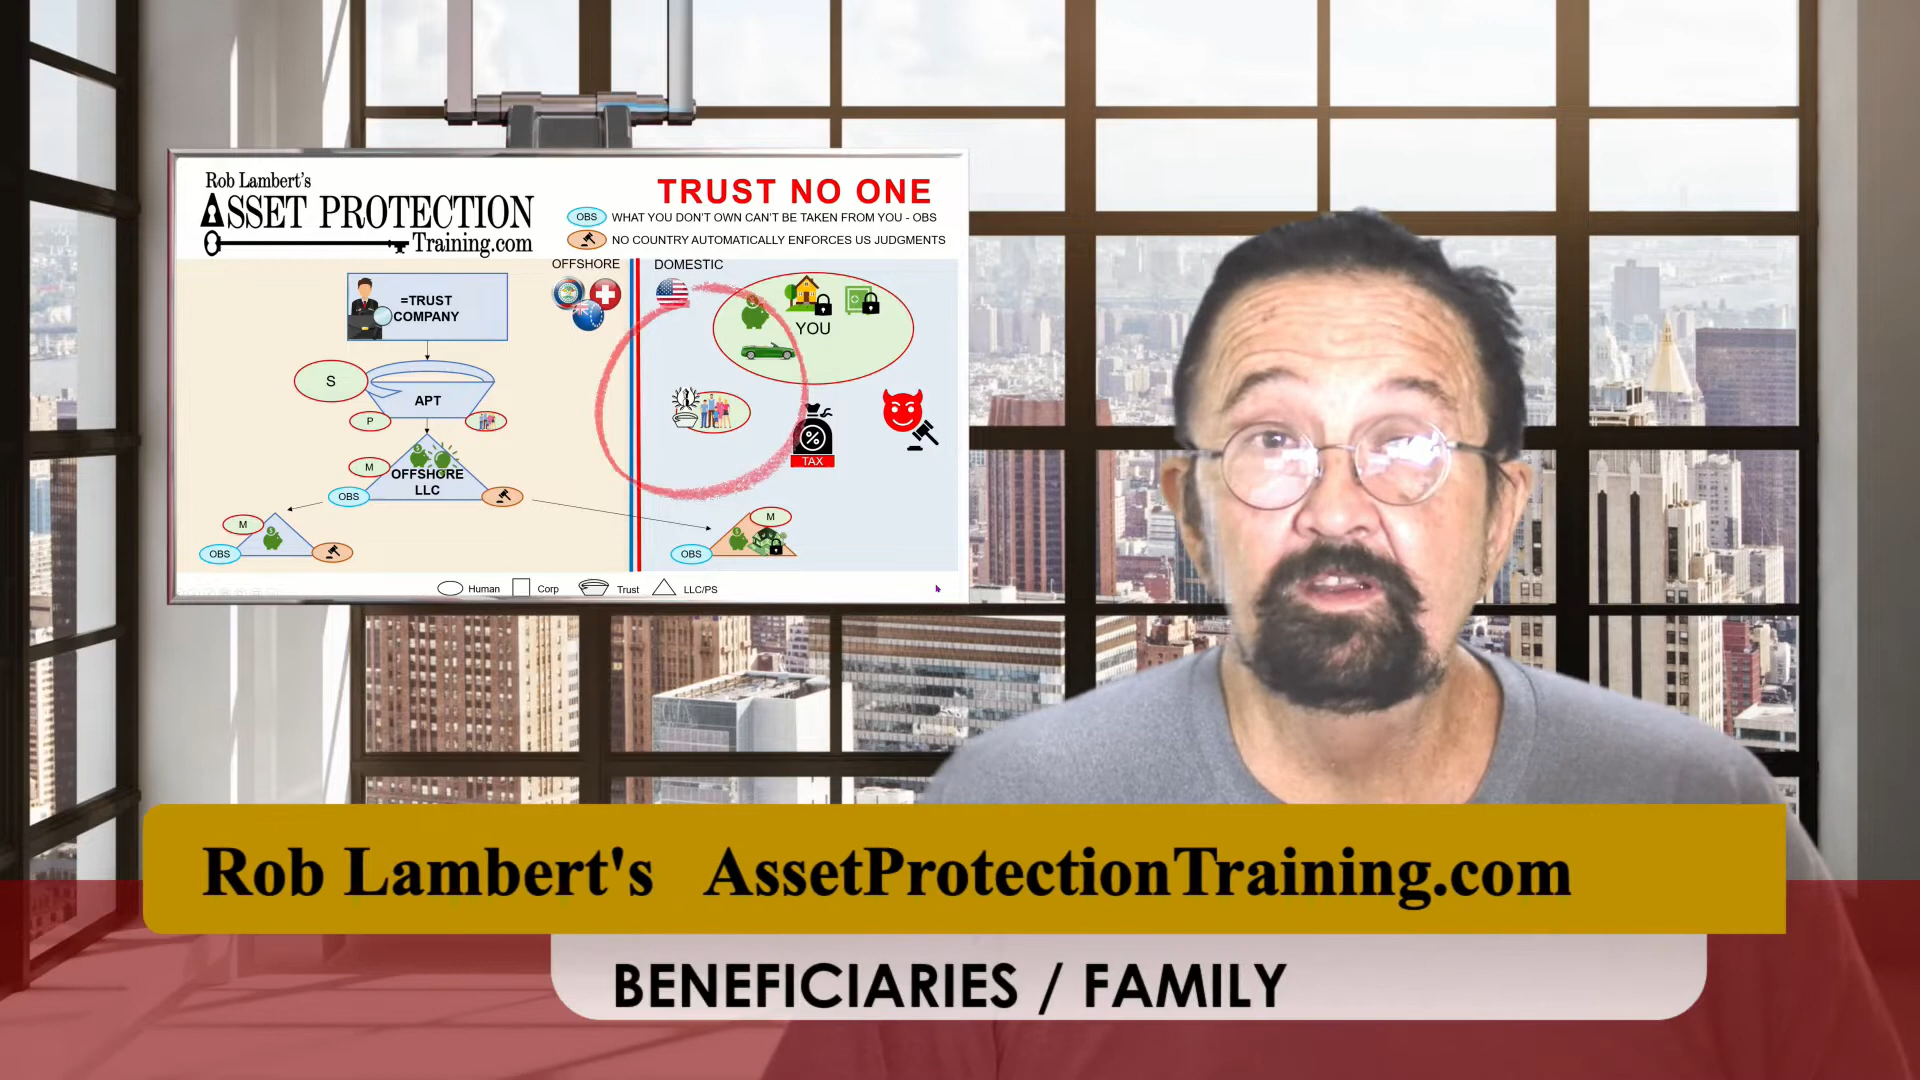 Rob Lambert's
ASSET PROTECTION
Training.com
TRUST NO ONE
OBS WHAT YOU DON'T OWN CAN'T BE TAKEN FROM YOU - OBS
NO COUNTRY AUTOMATICALLY ENFORCES US JUDGMENTS
OFFSHORE
DOMESTIC
=TRUST
COMPANY
YOU
S
APT
P
M
OFFSHORE
LLC
OBS
%
TAX
M
OBS
M
OBS
Human
Corp
Trust
LLC/PS
Rob Lambert's AssetProtectionTraining.com
BENEFICIARIES / FAMILY